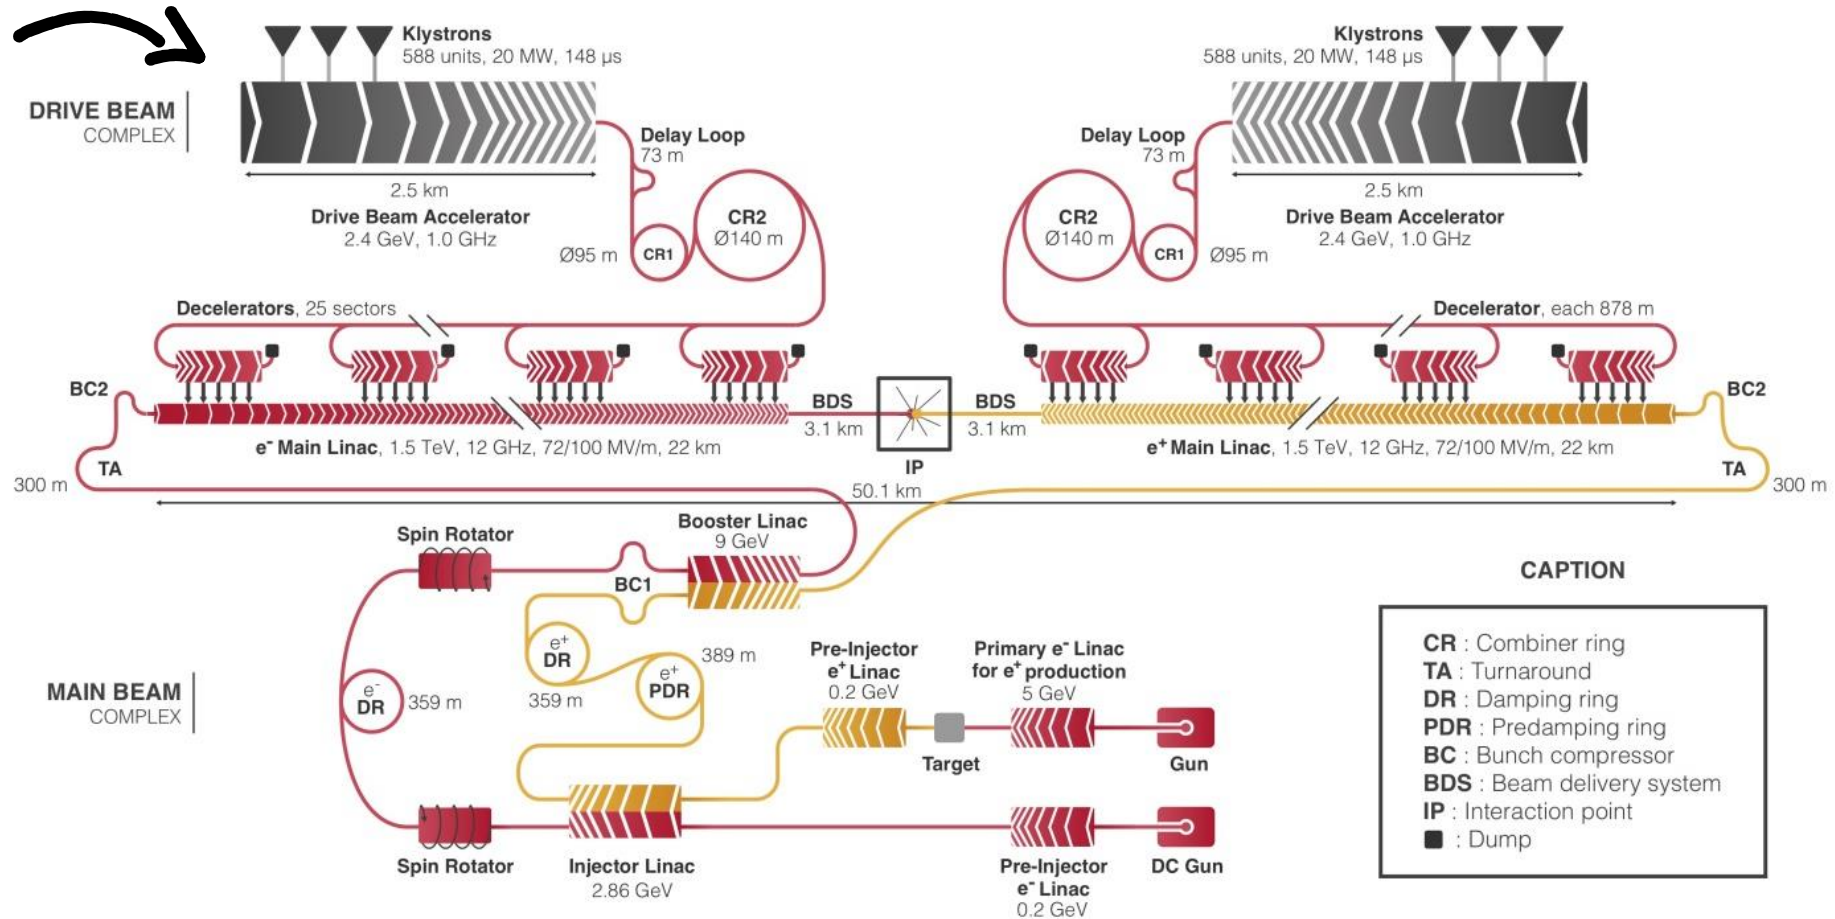 Klystrons
588 units, 20 MW, 148 µs
Klystrons
588 units, 20 MW, 148 µs
DRIVE BEAM
COMPLEX
Delay Loop
73 m
Delay Loop
73 m
2.5 km
Drive Beam Accelerator
2.4 GeV, 1.0 GHz
CR2
Ø140 m
CR1
Ø95 m
CR2
Ø140 m
CR1
Ø95 m
2.5 km
Drive Beam Accelerator
2.4 GeV, 1.0 GHz
Decelerators, 25 sectors
Decelerator, each 878 m
BC2
BDS
3.1 km
BDS
3.1 km
BC2
e⁻ Main Linac, 1.5 TeV, 12 GHz, 72/100 MV/m, 22 km
IP
e⁺ Main Linac, 1.5 TeV, 12 GHz, 72/100 MV/m, 22 km
TA
300 m
TA
300 m
50.1 km
Spin Rotator
Booster Linac
9 GeV
BC1
MAIN BEAM
COMPLEX
e⁻
DR
359 m
e⁺
DR
359 m
e⁺
PDR
389 m
Pre-Injector
e⁺ Linac
0.2 GeV
Primary e⁻ Linac
for e⁺ production
5 GeV
Target
Gun
Spin Rotator
Injector Linac
2.86 GeV
Pre-Injector
e⁻ Linac
0.2 GeV
DC Gun
CAPTION
CR : Combiner ring
TA : Turnaround
DR : Damping ring
PDR : Predamping ring
BC : Bunch compressor
BDS : Beam delivery system
IP : Interaction point
: Dump